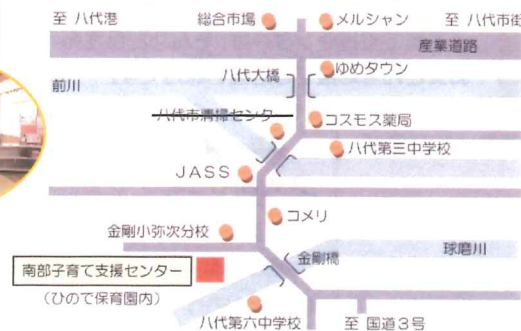 至 八代港
総合市場
メルシャン
至 八代市街
産業道路
ゆめタウン
八代大橋
前川
八代市清掃センター
コスモス薬局
八代第三中学校
JASS
コメリ
金剛小弥次分校
球磨川
金剛橋
南部子育て支援センター
(ひので保育園内)
八代第六中学校
至 国道3号